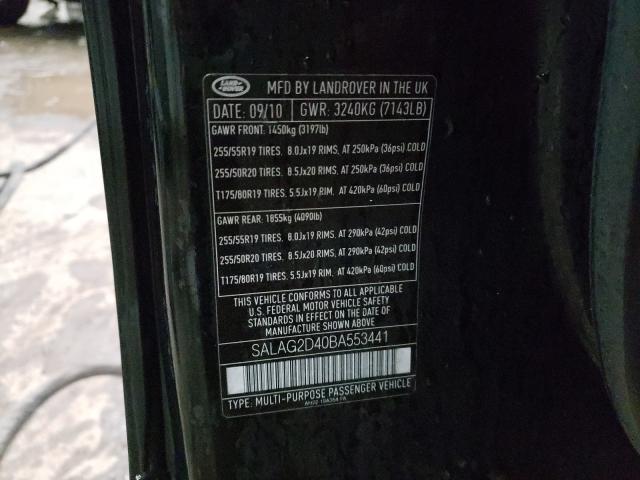 LAND ROVER
MFD BY LANDROVER IN THE UK
DATE: 09/10 GWR: 3240KG (7143LB)
GAWR FRONT: 1450kg (3197lb)
255/55R19 TIRES. 8.0Jx19 RIMS, AT 250kPa (36psi) COLD
255/50R20 TIRES. 8.5Jx20 RIMS, AT 250kPa (36psi) COLD
T175/80R19 TIRES. 5.5Jx19 RIM, AT 420kPa (60psi) COLD
GAWR REAR: 1855kg (4090lb)
255/55R19 TIRES. 8.0Jx19 RIMS, AT 290kPa (42psi) COLD
255/50R20 TIRES. 8.5Jx20 RIMS, AT 290kPa (42psi) COLD
T175/80R19 TIRES. 5.5Jx19 RIM, AT 420kPa (60psi) COLD
THIS VEHICLE CONFORMS TO ALL APPLICABLE
U.S. FEDERAL MOTOR VEHICLE SAFETY
STANDARDS IN EFFECT ON THE DATE OF
MANUFACTURE SHOWN ABOVE.
SALAG2D40BA553441
TYPE: MULTI-PURPOSE PASSENGER VEHICLE